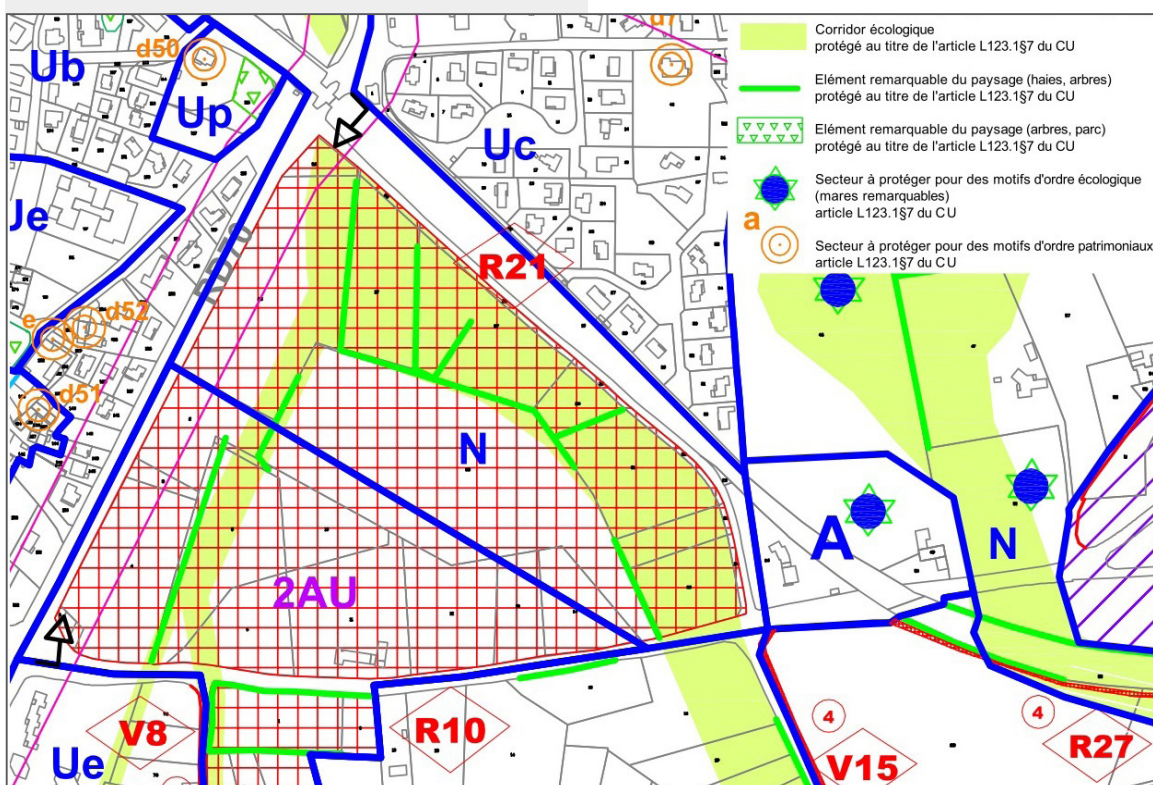 d50
d7
Ub
Up
Uc
Ue
RD76
e
d52
d51
R21
N
2AU
A
N
V8
R10
Ue
4
4
V15
R27
Corridor écologique
protégé au titre de l'article L123.1§7 du CU
Elément remarquable du paysage (haies, arbres)
protégé au titre de l'article L123.1§7 du CU
Elément remarquable du paysage (arbres, parc)
protégé au titre de l'article L123.1§7 du CU
Secteur à protéger pour des motifs d'ordre écologique
(mares remarquables)
article L123.1§7 du CU
a
Secteur à protéger pour des motifs d'ordre patrimoniaux
article L123.1§7 du CU